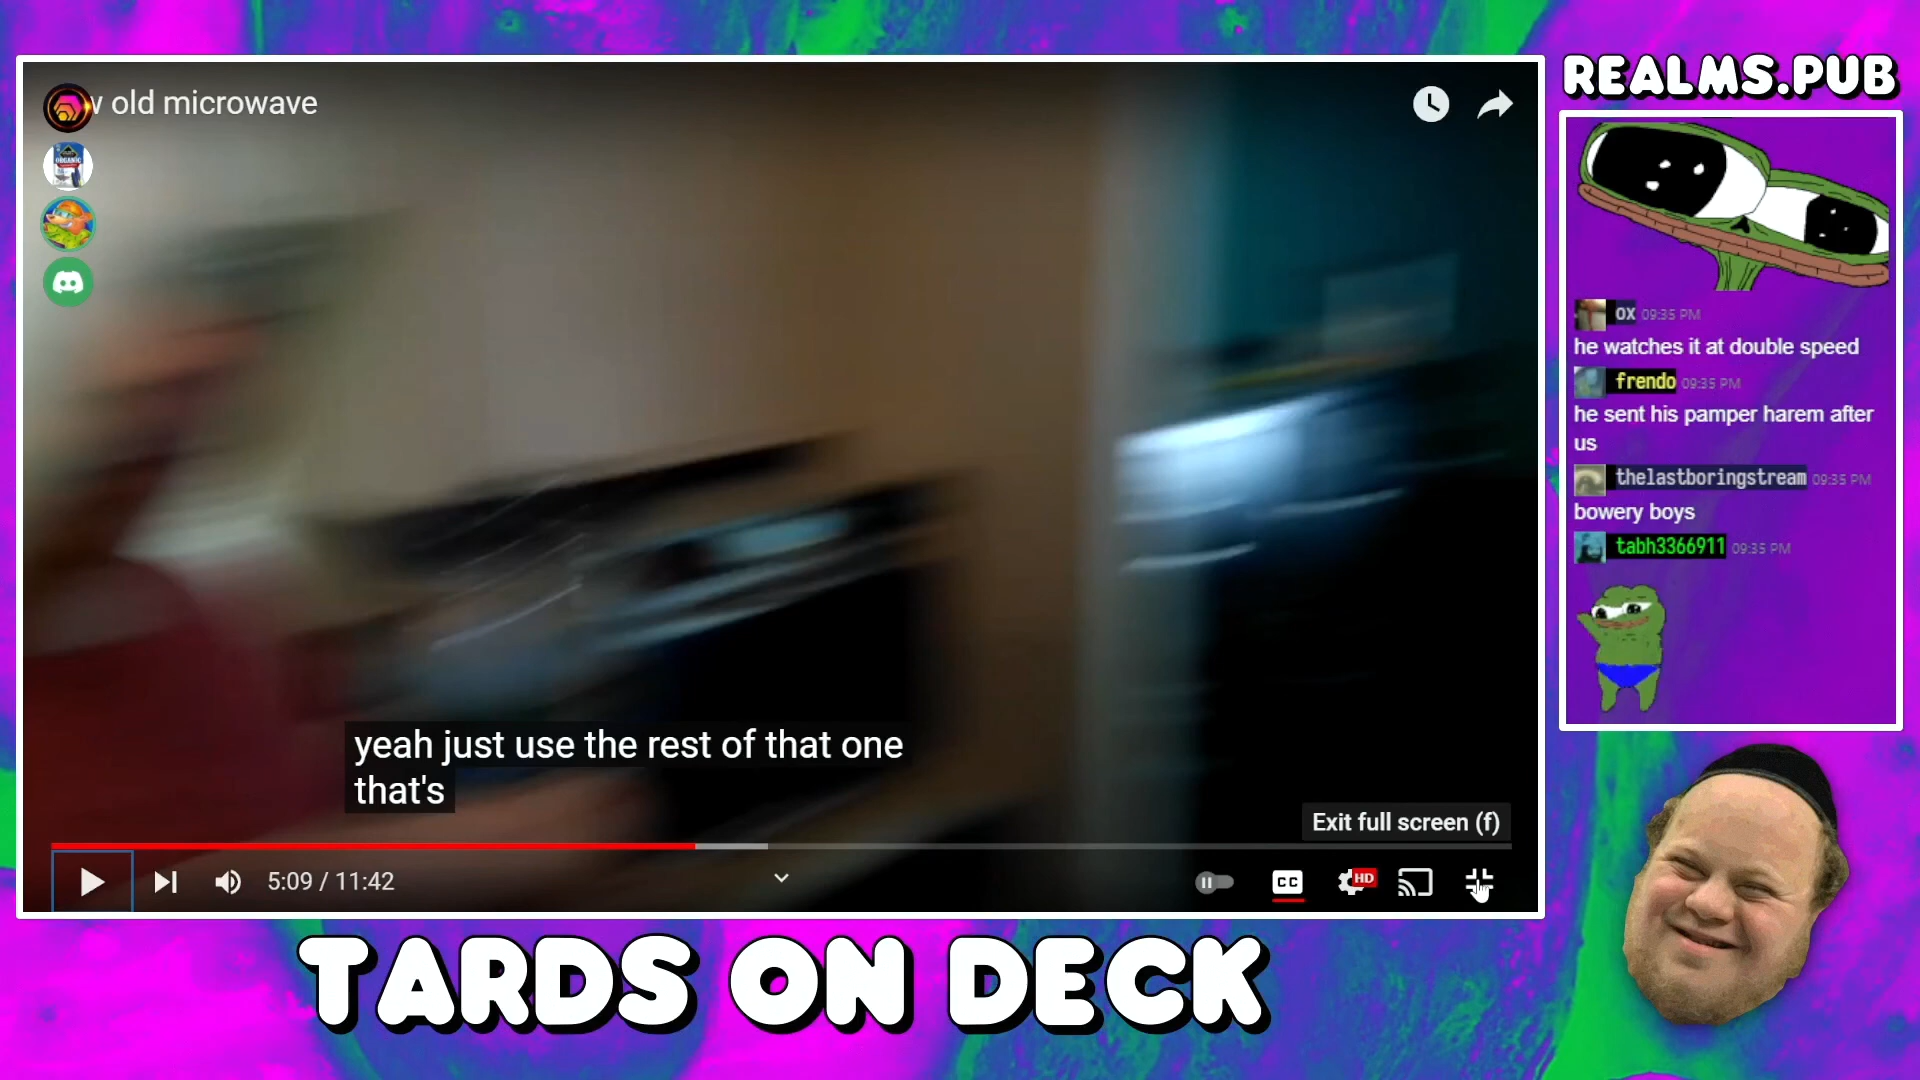 old microwave
ORGANIC
yeah just use the rest of that one
that's
Exit full screen (f)
5:09 / 11:42
CC
HD
TARDS ON DECK
REALMS.PUB
ox 09:35 PM
he watches it at double speed
frendo 09:35 PM
he sent his pamper harem after
us
thelastboringstream 09:35 PM
bowery boys
tabh3366911 09:35 PM